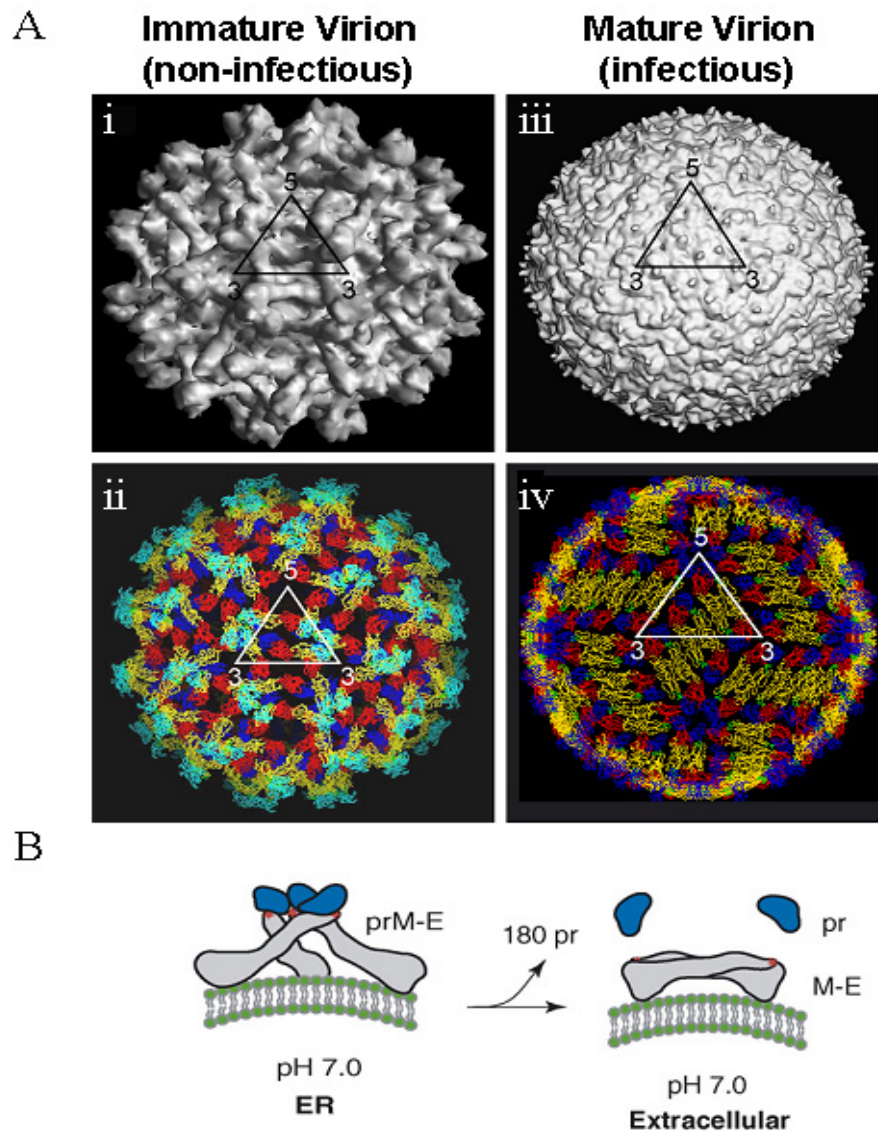 A
Immature Virion
(non-infectious)
Mature Virion
(infectious)
i
5
3 3
iii
5
3 3
ii
5
3 3
iv
5
3 3
B
prM-E
180 pr
pr
M-E
pH 7.0
ER
pH 7.0
Extracellular